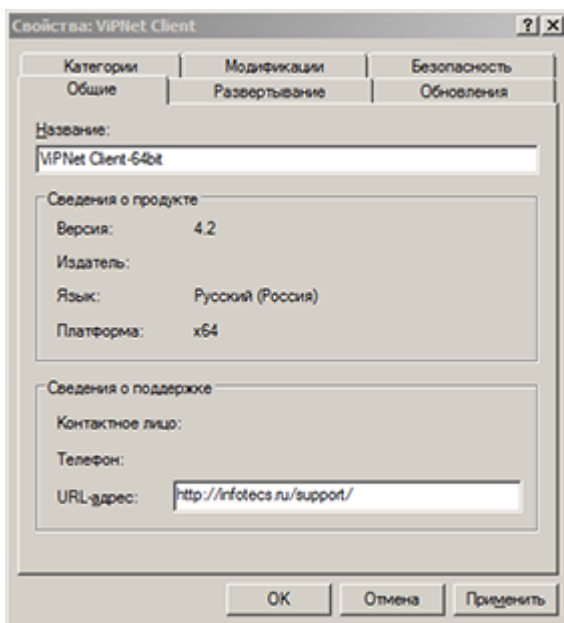 Свойства: ViPNet Client
Категории Модификации Безопасность
Общие Развертывание Обновления
Название:
ViPNet Client-64bit
Сведения о продукте
Версия: 4.2
Издатель:
Язык: Русский (Россия)
Платформа: x64
Сведения о поддержке
Контактное лицо:
Телефон:
URL-адрес: http://infotecs.ru/support/
OK Отмена Применить